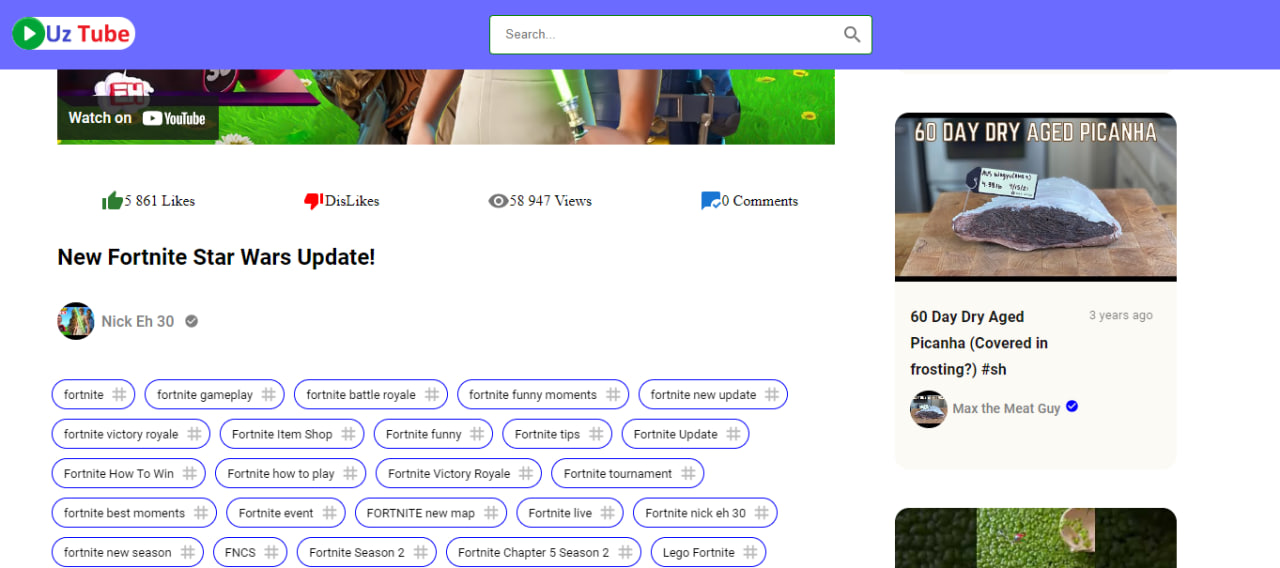 Uz Tube
Search...
EH
Watch on YouTube
5 861 Likes
DisLikes
58 947 Views
0 Comments
New Fortnite Star Wars Update!
Nick Eh 30
fortnite #
fortnite gameplay #
fortnite battle royale #
fortnite funny moments #
fortnite new update #
fortnite victory royale #
Fortnite Item Shop #
Fortnite funny #
Fortnite tips #
Fortnite Update #
Fortnite How To Win #
Fortnite how to play #
Fortnite Victory Royale #
Fortnite tournament #
fortnite best moments #
Fortnite event #
FORTNITE new map #
Fortnite live #
Fortnite nick eh 30 #
fortnite new season #
FNCS #
Fortnite Season 2 #
Fortnite Chapter 5 Season 2 #
Lego Fortnite #
60 DAY DRY AGED PICANHA
60 Day Dry Aged
Picanha (Covered in
frosting?) #sh
3 years ago
Max the Meat Guy